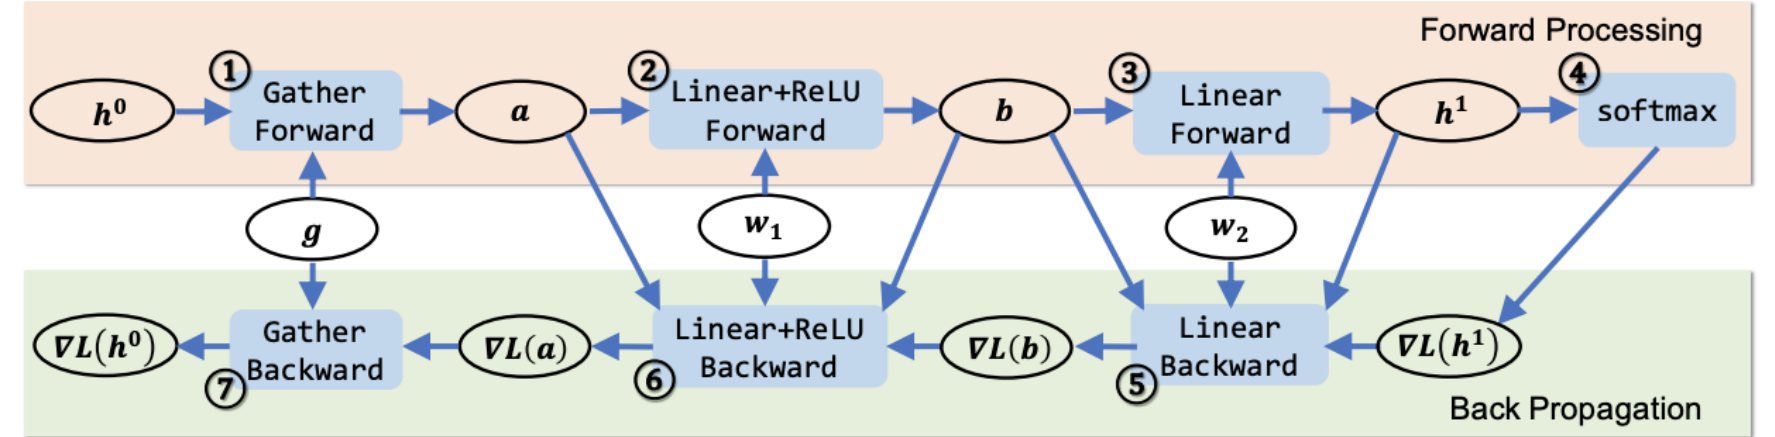 Forward Processing
h⁰
① Gather
Forward
a
② Linear+ReLU
Forward
b
③ Linear
Forward
h¹
④ softmax
g
w₁
w₂
∇L(h⁰)
Gather
Backward
⑦
∇L(a)
Linear+ReLU
Backward
⑥
∇L(b)
Linear
Backward
⑤
∇L(h¹)
Back Propagation